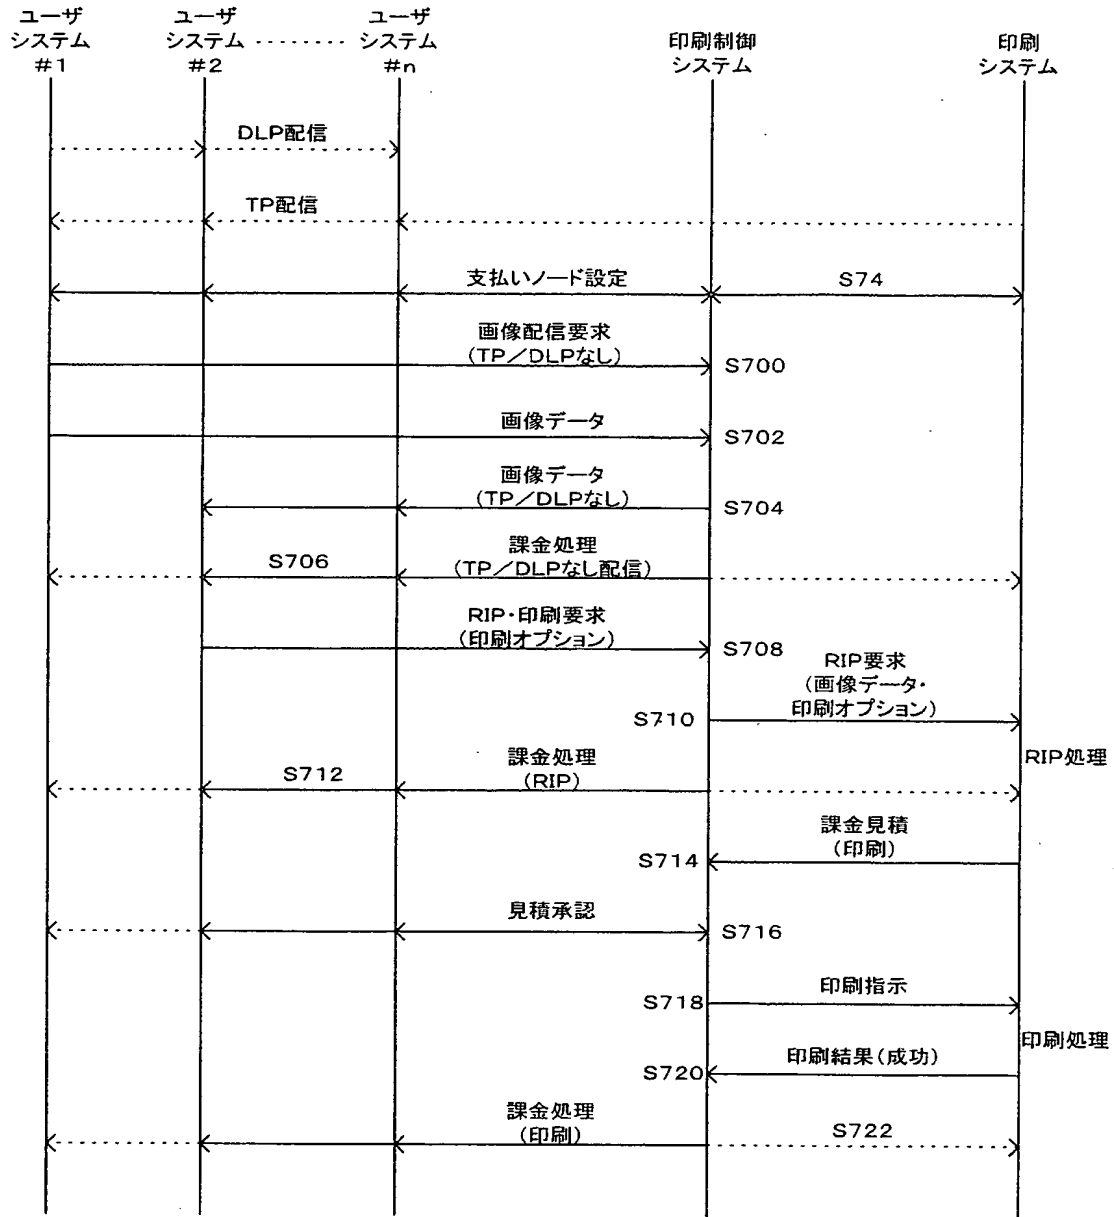 ユーザ
システム
#1
ユーザ
システム
#2
ユーザ
システム
#n
印刷制御
システム
印刷
システム
DLP配信
TP配信
支払いノード設定
S74
画像配信要求
(TP/DLPなし)
S700
画像データ
S702
画像データ
(TP/DLPなし)
S704
課金処理
(TP/DLPなし配信)
S706
RIP・印刷要求
(印刷オプション)
S708
RIP要求
(画像データ・
印刷オプション)
S710
RIP処理
課金処理
(RIP)
S712
課金見積
(印刷)
S714
見積承認
S716
印刷指示
S718
印刷処理
印刷結果(成功)
S720
課金処理
(印刷)
S722